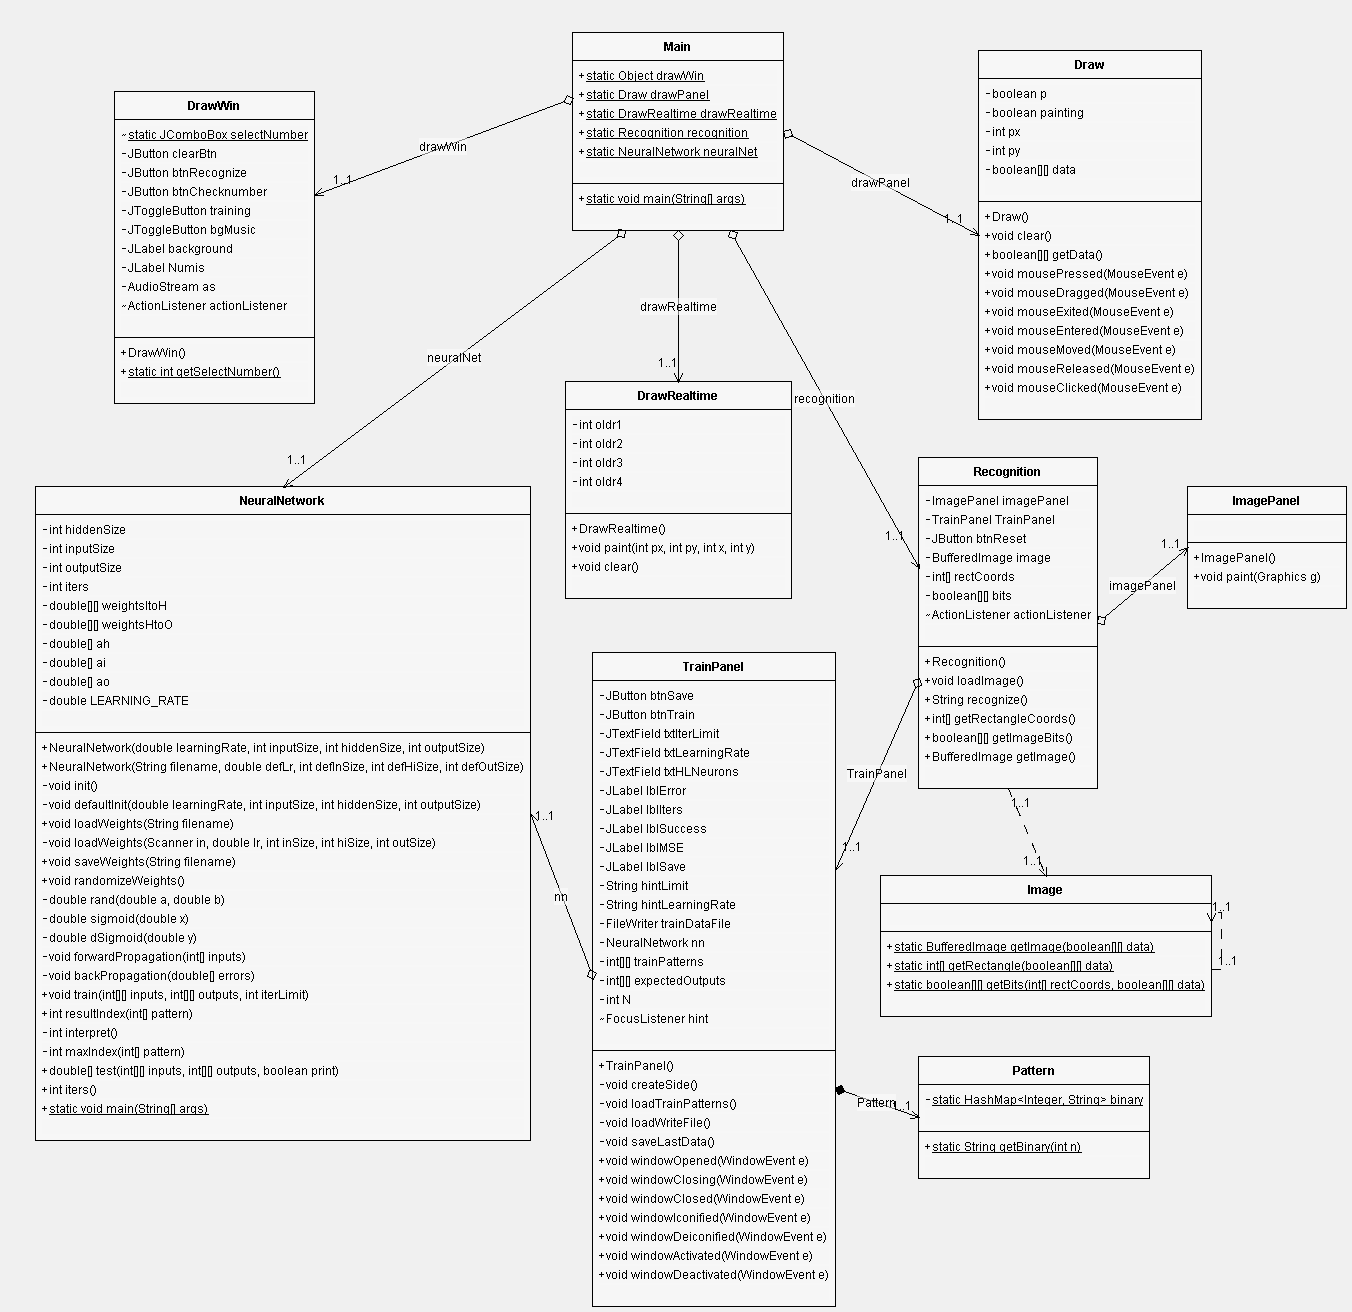 Main
+static Object drawWin
+static Draw drawPanel
+static DrawRealtime drawRealtime
+static Recognition recognition
+static NeuralNetwork neuralNet
+static void main(String[] args)
Draw
-boolean p
-boolean painting
-int px
-int py
-boolean[][] data
+Draw()
+void clear()
+boolean[][] getData()
+void mousePressed(MouseEvent e)
+void mouseDragged(MouseEvent e)
+void mouseExited(MouseEvent e)
+void mouseEntered(MouseEvent e)
+void mouseMoved(MouseEvent e)
+void mouseReleased(MouseEvent e)
+void mouseClicked(MouseEvent e)
DrawWin
~static JComboBox selectNumber
-JButton clearBtn
-JButton btnRecognize
-JButton btnChecknumber
-JToggleButton training
-JToggleButton bgMusic
-JLabel background
-JLabel Numis
-AudioStream as
~ActionListener actionListener
+DrawWin()
+static int getSelectNumber()
drawWin
1..1
drawPanel
1..1
neuralNet
1..1
drawRealtime
1..1
recognition
1..1
DrawRealtime
-int oldr1
-int oldr2
-int oldr3
-int oldr4
+DrawRealtime()
+void paint(int px, int py, int x, int y)
+void clear()
Recognition
-ImagePanel imagePanel
-TrainPanel TrainPanel
-JButton btnReset
-BufferedImage image
-int[] rectCoords
-boolean[][] bits
~ActionListener actionListener
+Recognition()
+void loadImage()
+String recognize()
+int[] getRectangleCoords()
+boolean[][] getImageBits()
+BufferedImage getImage()
ImagePanel
+ImagePanel()
+void paint(Graphics g)
1..1
imagePanel
NeuralNetwork
-int hiddenSize
-int inputSize
-int outputSize
-int iters
-double[][] weightsItoH
-double[][] weightsHtoO
-double[] ah
-double[] ai
-double[] ao
-double LEARNING_RATE
+NeuralNetwork(double learningRate, int inputSize, int hiddenSize, int outputSize)
+NeuralNetwork(String filename, double defLr, int defInSize, int defHiSize, int defOutSize)
-void init()
-void defaultInit(double learningRate, int inputSize, int hiddenSize, int outputSize)
+void loadWeights(String filename)
-void loadWeights(Scanner in, double lr, int inSize, int hiSize, int outSize)
+void saveWeights(String filename)
+void randomizeWeights()
-double rand(double a, double b)
-double sigmoid(double x)
-double dSigmoid(double y)
-void forwardPropagation(int[] inputs)
-void backPropagation(double[] errors)
+void train(int[][] inputs, int[][] outputs, int iterLimit)
+int resultIndex(int[] pattern)
-int interpret()
-int maxIndex(int[] pattern)
+double[] test(int[][] inputs, int[][] outputs, boolean print)
+int iters()
+static void main(String[] args)
1..1
nn
TrainPanel
-JButton btnSave
-JButton btnTrain
-JTextField txtIterLimit
-JTextField txtLearningRate
-JTextField txtHLNeurons
-JLabel lblError
-JLabel lblIters
-JLabel lblSuccess
-JLabel lblMSE
-JLabel lblSave
-String hintLimit
-String hintLearningRate
-FileWriter trainDataFile
-NeuralNetwork nn
-int[][] trainPatterns
-int[][] expectedOutputs
-int N
~FocusListener hint
+TrainPanel()
-void createSide()
-void loadTrainPatterns()
-void loadWriteFile()
-void saveLastData()
+void windowOpened(WindowEvent e)
+void windowClosing(WindowEvent e)
+void windowClosed(WindowEvent e)
+void windowIconified(WindowEvent e)
+void windowDeiconified(WindowEvent e)
+void windowActivated(WindowEvent e)
+void windowDeactivated(WindowEvent e)
TrainPanel
1..1
1..1
1..1
Image
+static BufferedImage getImage(boolean[][] data)
+static int[] getRectangle(boolean[][] data)
+static boolean[][] getBits(int[] rectCoords, boolean[][] data)
1..1
1..1
Pattern
1..1
Pattern
-static HashMap<Integer, String> binary
+static String getBinary(int n)